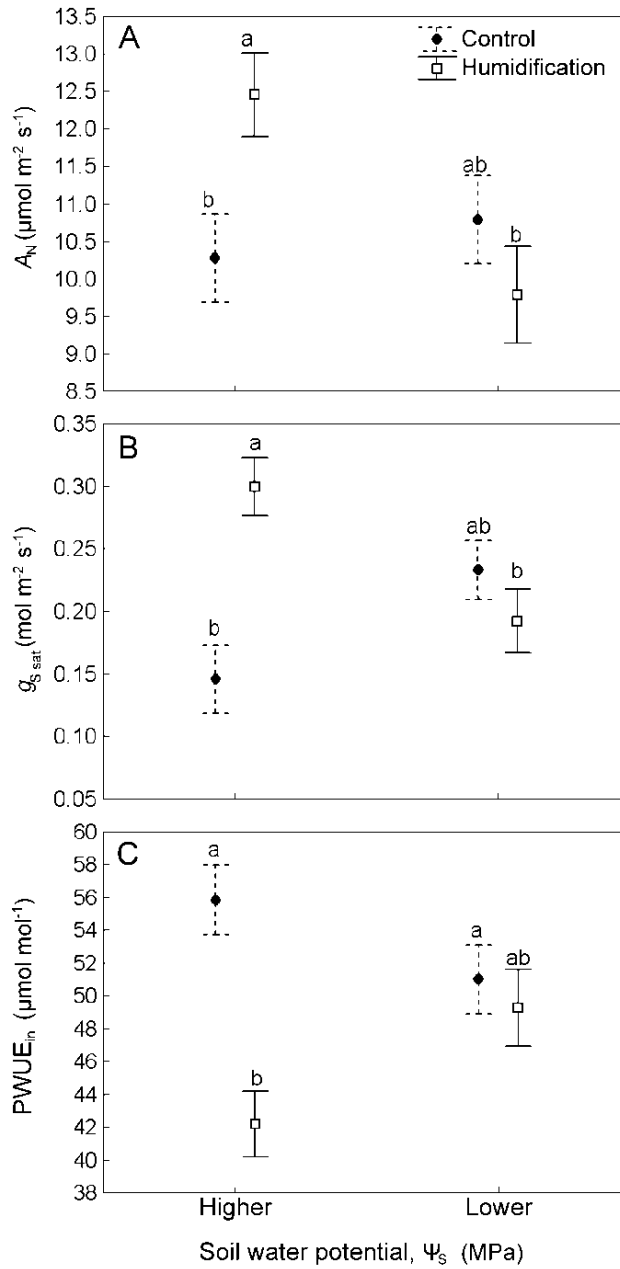 A
Control
Humidification
13.5
13.0
12.5
12.0
11.5
11.0
10.5
10.0
9.5
9.0
8.5
A_N (µmol m⁻² s⁻¹)
a
b
ab
b
B
0.35
0.30
0.25
0.20
0.15
0.10
0.05
g_S sat (mol m⁻² s⁻¹)
a
b
ab
b
C
60
58
56
54
52
50
48
46
44
42
40
38
PWUE_in (µmol mol⁻¹)
a
b
a
ab
Higher Lower
Soil water potential, Ψ_S (MPa)